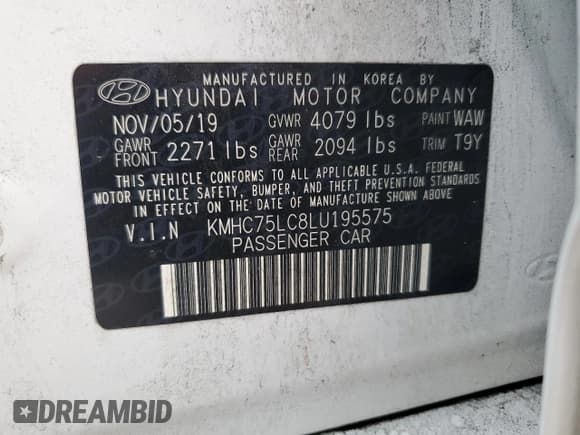 MANUFACTURED IN KOREA BY
HYUNDAI MOTOR COMPANY
NOV/05/19 GVWR 4079 lbs PAINT WAW
GAWR FRONT 2271 lbs GAWR REAR 2094 lbs TRIM T9Y
THIS VEHICLE CONFORMS TO ALL APPLICABLE U.S.A. FEDERAL
MOTOR VEHICLE SAFETY, BUMPER, AND THEFT PREVENTION STANDARDS
IN EFFECT ON THE DATE OF MANUFACTURE SHOWN ABOVE.
V.I.N KMHC75LC8LU195575
PASSENGER CAR
DREAMBID